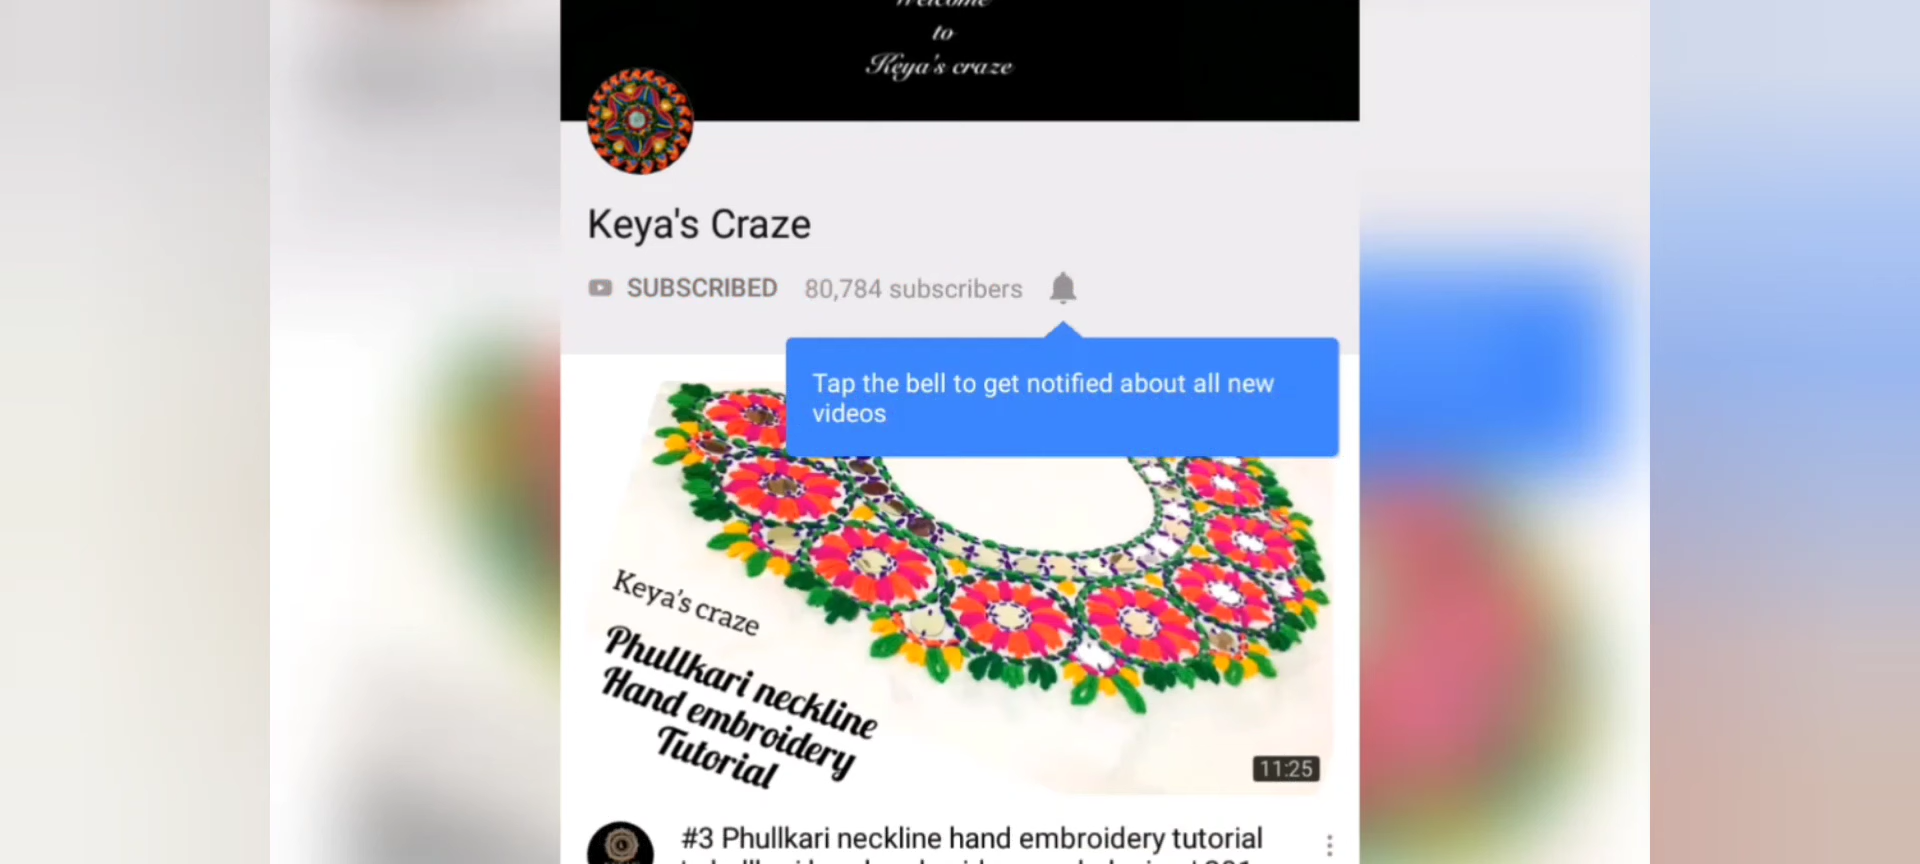 Welcome
to
Keya's craze
Keya's Craze
SUBSCRIBED 80,784 subscribers
Tap the bell to get notified about all new
videos
Keya's craze
Phullkari neckline
Hand embroidery
Tutorial
11:25
#3 Phullkari neckline hand embroidery tutorial